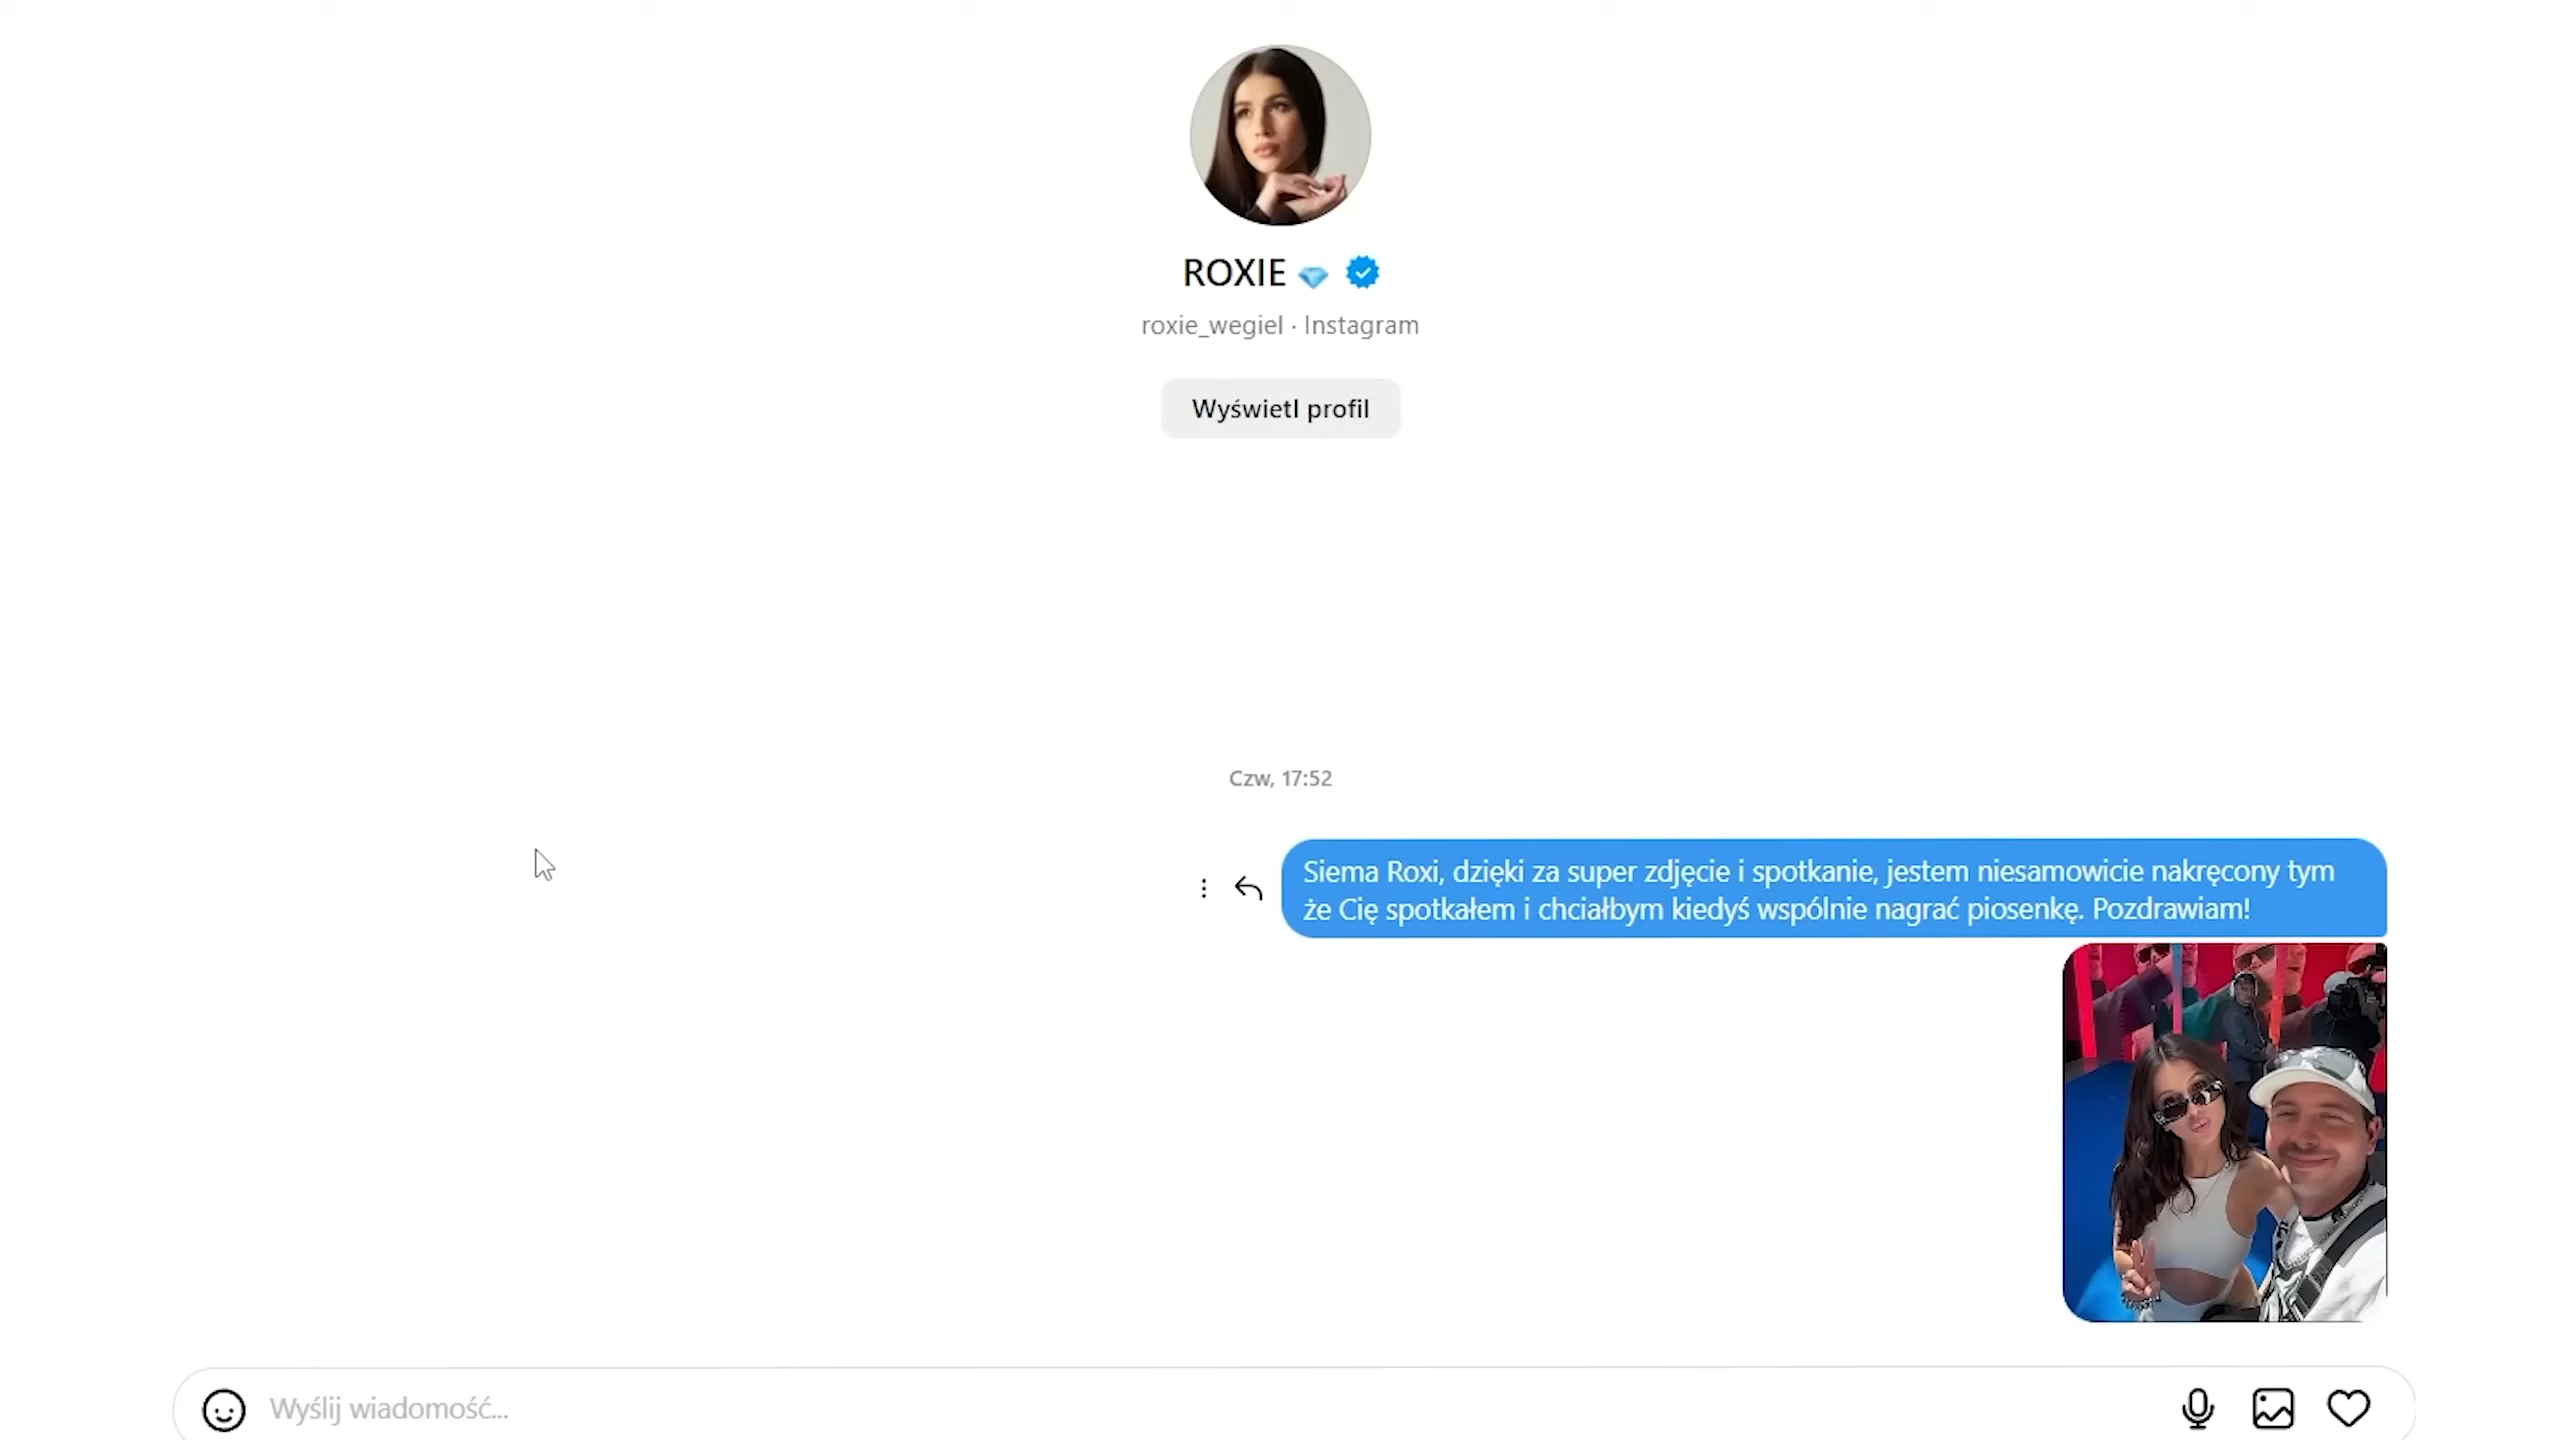 ROXIE
roxie_wegiel · Instagram
Wyświetl profil
Czw, 17:52
Siema Roxi, dzięki za super zdjęcie i spotkanie, jestem niesamowicie nakręcony tym
że Cię spotkałem i chciałbym kiedyś wspólnie nagrać piosenkę. Pozdrawiam!
Wyślij wiadomość...